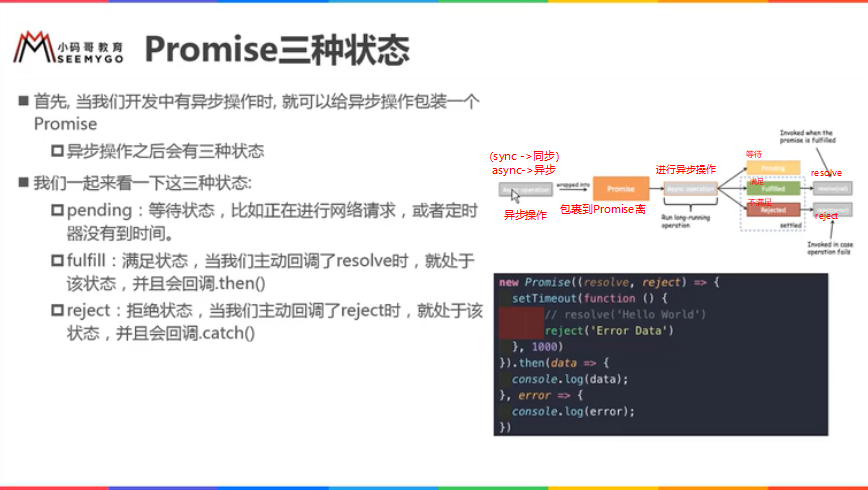 小码哥教育
SEEMYGO
Promise三种状态
首先, 当我们开发中有异步操作时, 就可以给异步操作包装一个
Promise
异步操作之后会有三种状态
我们一起来看一下这三种状态:
pending：等待状态，比如正在进行网络请求，或者定时
器没有到时间。
fulfill：满足状态，当我们主动回调了resolve时，就处于
该状态，并且会回调.then()
reject：拒绝状态，当我们主动回调了reject时，就处于该
状态，并且会回调.catch()
Invoked when the
promise is fulfilled
(sync ->同步)
async->异步
等待
进行异步操作
Pending
resolve
Async operation
wrapped into
Promise
Async operation
满足
Fulfilled
resolve(val)
异步操作
包裹到Promise离
不满足
Rejected
reject
Run long-running
operation
settled
Invoked in case
operation fails
new Promise((resolve, reject) => {
setTimeout(function () {
// resolve('Hello World')
reject('Error Data')
}, 1000)
}).then(data => {
console.log(data);
}, error => {
console.log(error);
})